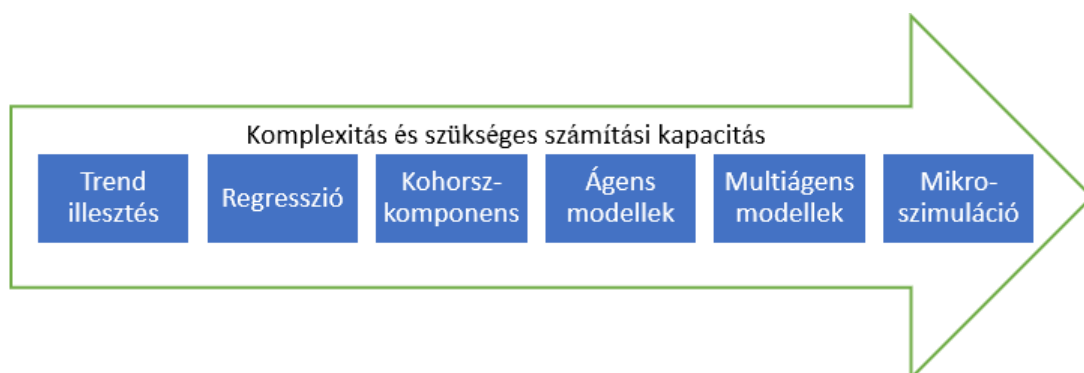 Komplexitás és szükséges számítási kapacitás
Trend
illesztés
Regresszió
Kohorsz-
komponens
Ágens
modellek
Multiágens
modellek
Mikro-
szimuláció